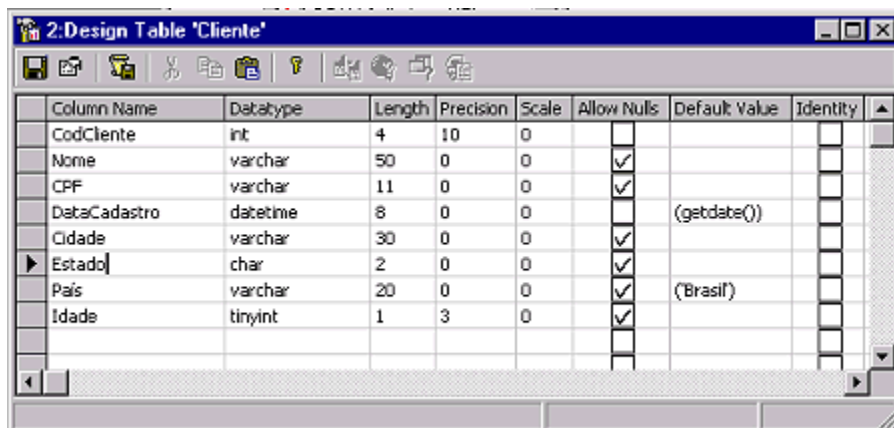 2:Design Table 'Cliente'
Column Name Datatype Length Precision Scale Allow Nulls Default Value Identity
CodCliente int 4 10 0
Nome varchar 50 0 0
CPF varchar 11 0 0
DataCadastro datetime 8 0 0 (getdate())
Cidade varchar 30 0 0
Estado char 2 0 0
País varchar 20 0 0 ('Brasil')
Idade tinyint 1 3 0